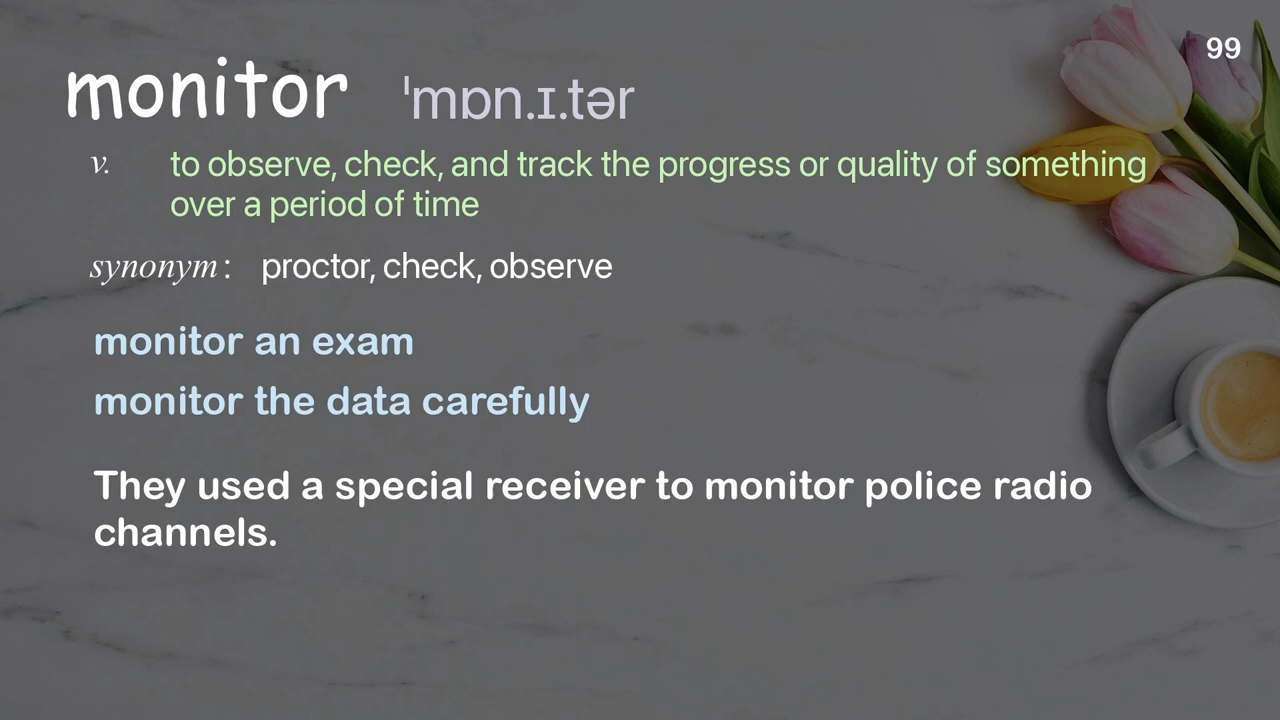 99
monitor ˈmɒn.ɪ.tər
v. to observe, check, and track the progress or quality of something
over a period of time
synonym : proctor, check, observe
monitor an exam
monitor the data carefully
They used a special receiver to monitor police radio
channels.